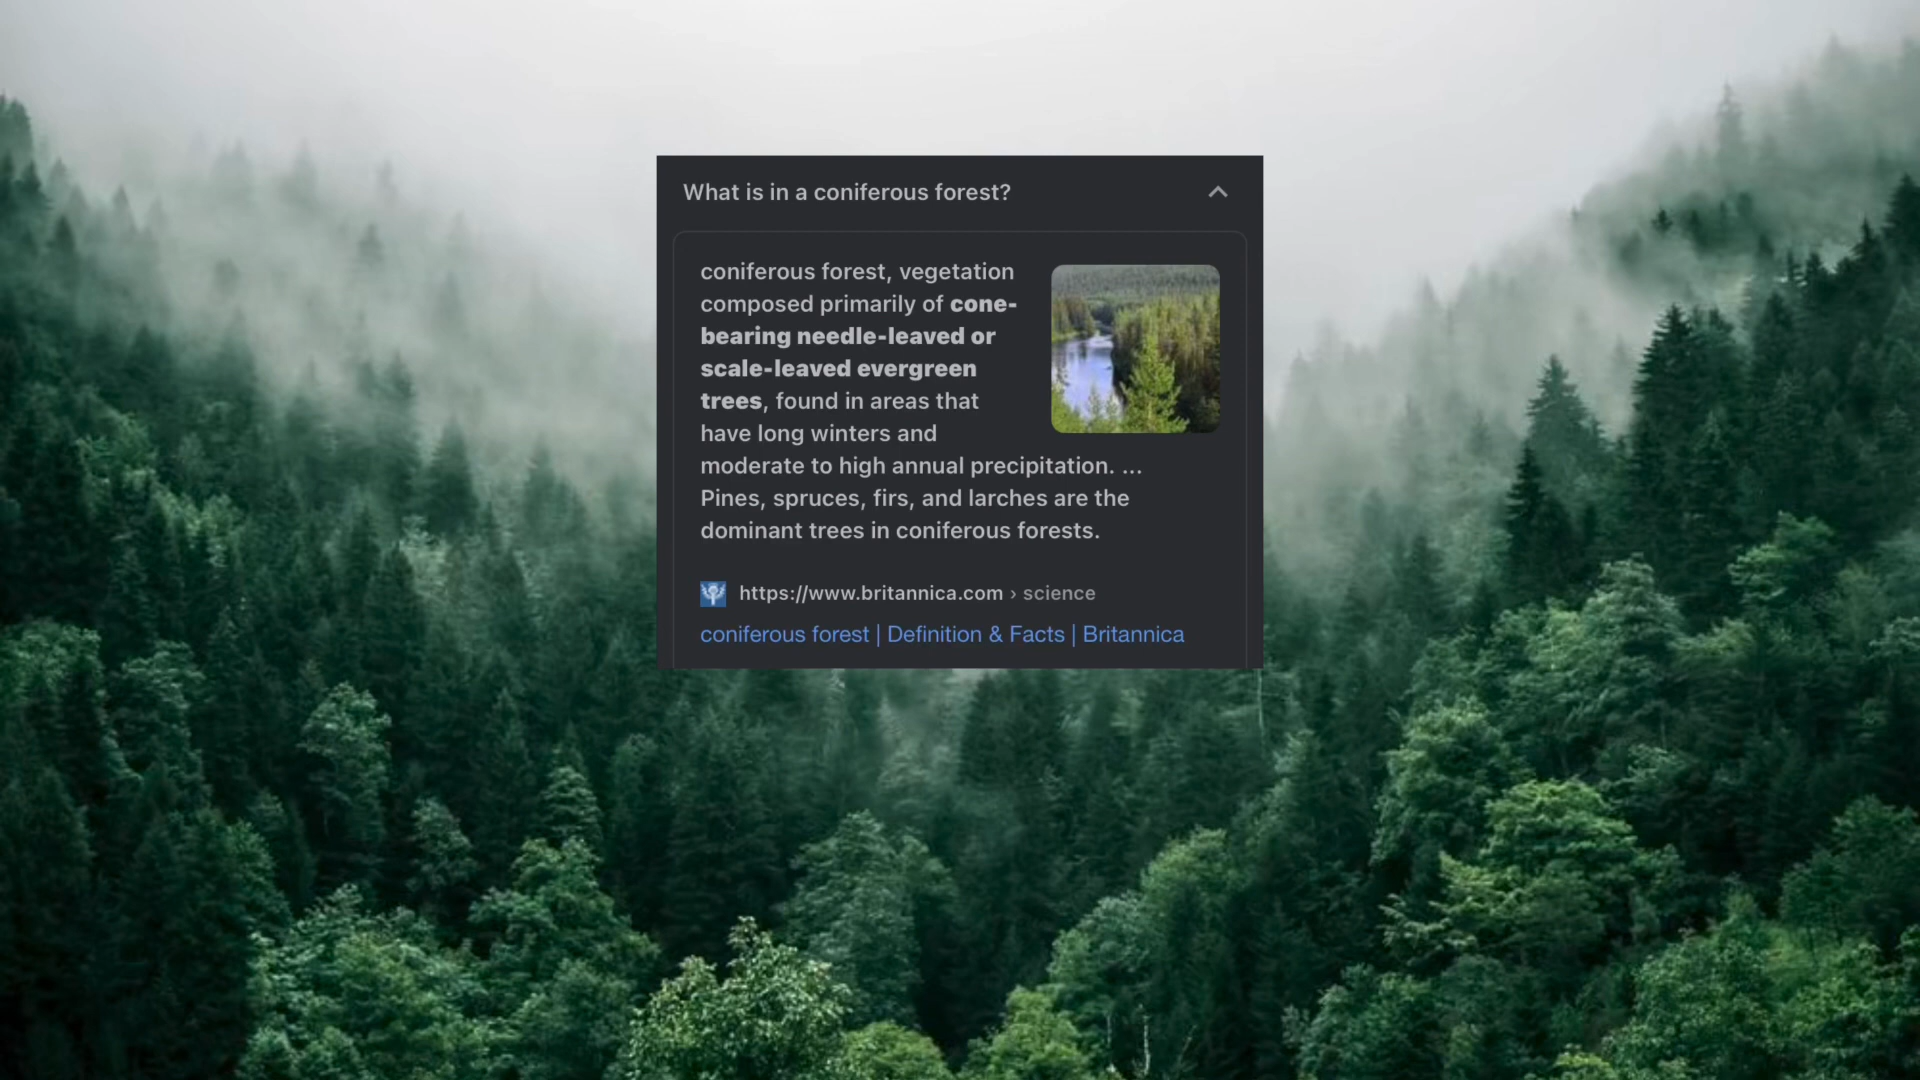 What is in a coniferous forest?
coniferous forest, vegetation
composed primarily of cone-
bearing needle-leaved or
scale-leaved evergreen
trees, found in areas that
have long winters and
moderate to high annual precipitation. ...
Pines, spruces, firs, and larches are the
dominant trees in coniferous forests.
https://www.britannica.com › science
coniferous forest | Definition & Facts | Britannica